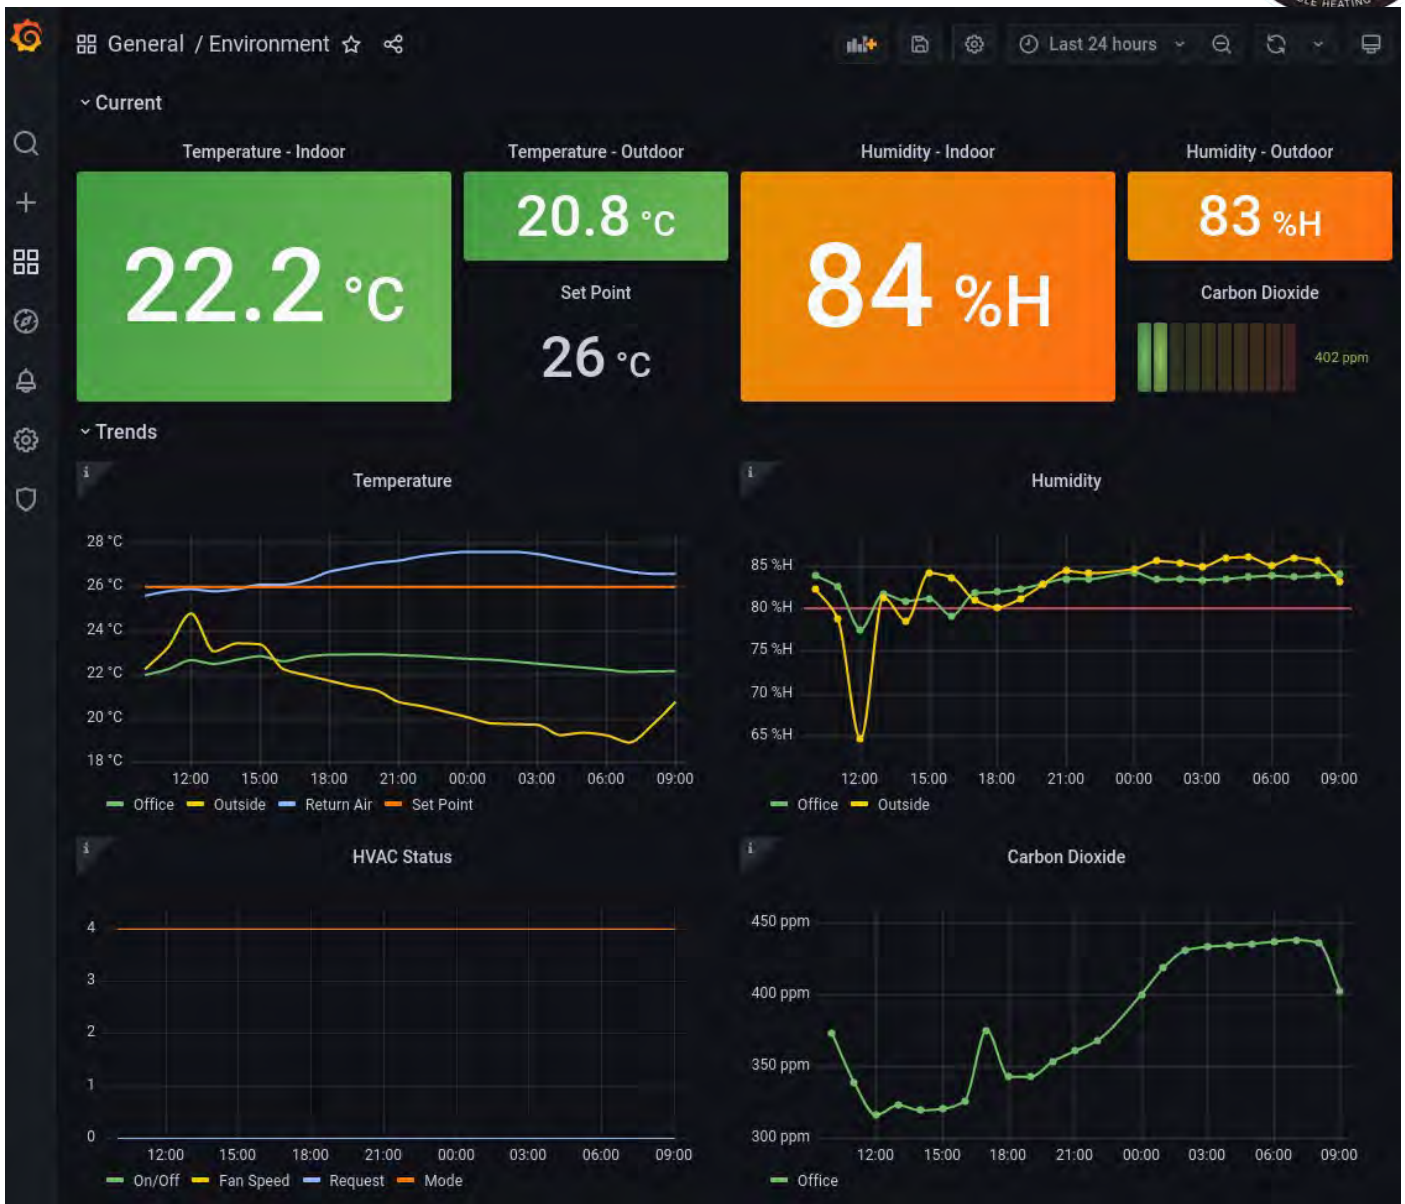 LE HEATING
General / Environment
Last 24 hours
Current
Temperature - Indoor
Temperature - Outdoor
Humidity - Indoor
Humidity - Outdoor
22.2 °C
20.8 °C
84 %H
83 %H
Set Point
26 °C
Carbon Dioxide
402 ppm
Trends
Temperature
28 °C
26 °C
24 °C
22 °C
20 °C
18 °C
12:00 15:00 18:00 21:00 00:00 03:00 06:00 09:00
Office Outside Return Air Set Point
Humidity
85 %H
80 %H
75 %H
70 %H
65 %H
12:00 15:00 18:00 21:00 00:00 03:00 06:00 09:00
Office Outside
HVAC Status
4
3
2
1
0
12:00 15:00 18:00 21:00 00:00 03:00 06:00 09:00
On/Off Fan Speed Request Mode
Carbon Dioxide
450 ppm
400 ppm
350 ppm
300 ppm
12:00 15:00 18:00 21:00 00:00 03:00 06:00 09:00
Office